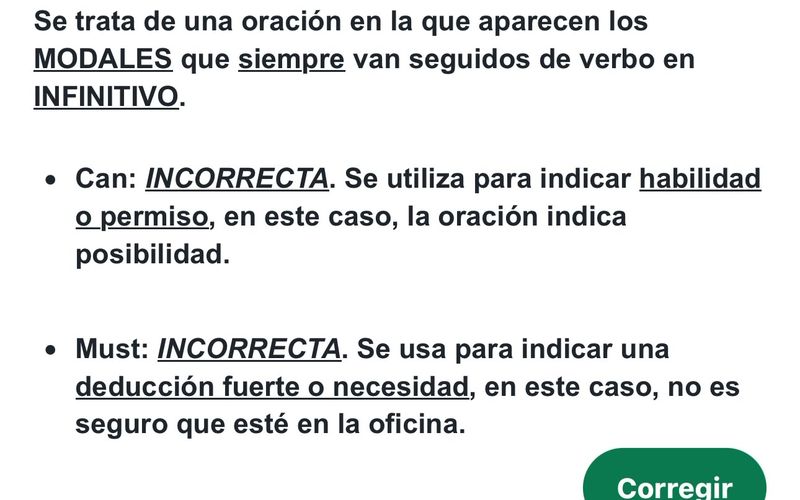 Se trata de una oración en la que aparecen los
MODALES que siempre van seguidos de verbo en
INFINITIVO.
• Can: INCORRECTA. Se utiliza para indicar habilidad
o permiso, en este caso, la oración indica
posibilidad.
• Must: INCORRECTA. Se usa para indicar una
deducción fuerte o necesidad, en este caso, no es
seguro que esté en la oficina.
Corregir